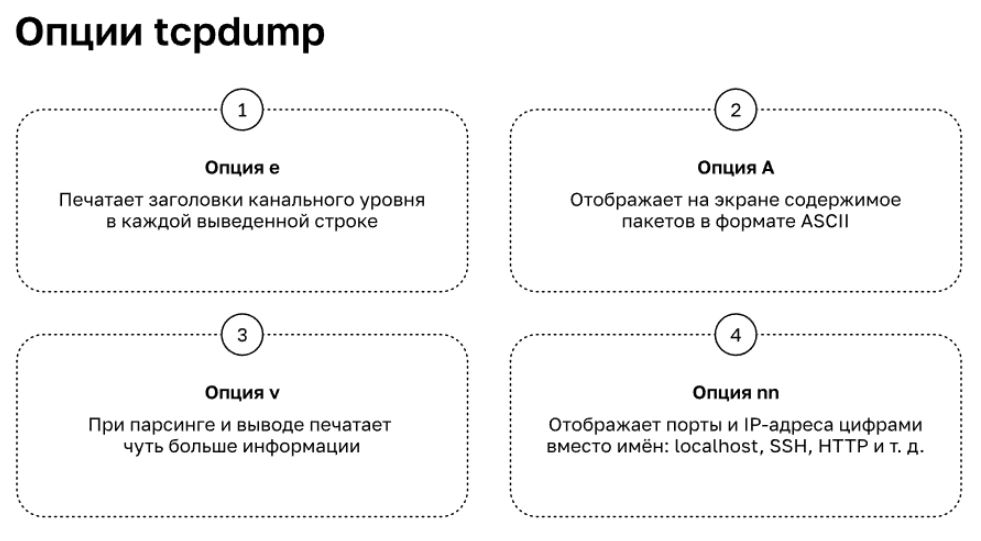 Опции tcpdump
1
Опция e
Печатает заголовки канального уровня
в каждой выведенной строке
2
Опция A
Отображает на экране содержимое
пакетов в формате ASCII
3
Опция v
При парсинге и выводе печатает
чуть больше информации
4
Опция nn
Отображает порты и IP-адреса цифрами
вместо имён: localhost, SSH, HTTP и т. д.